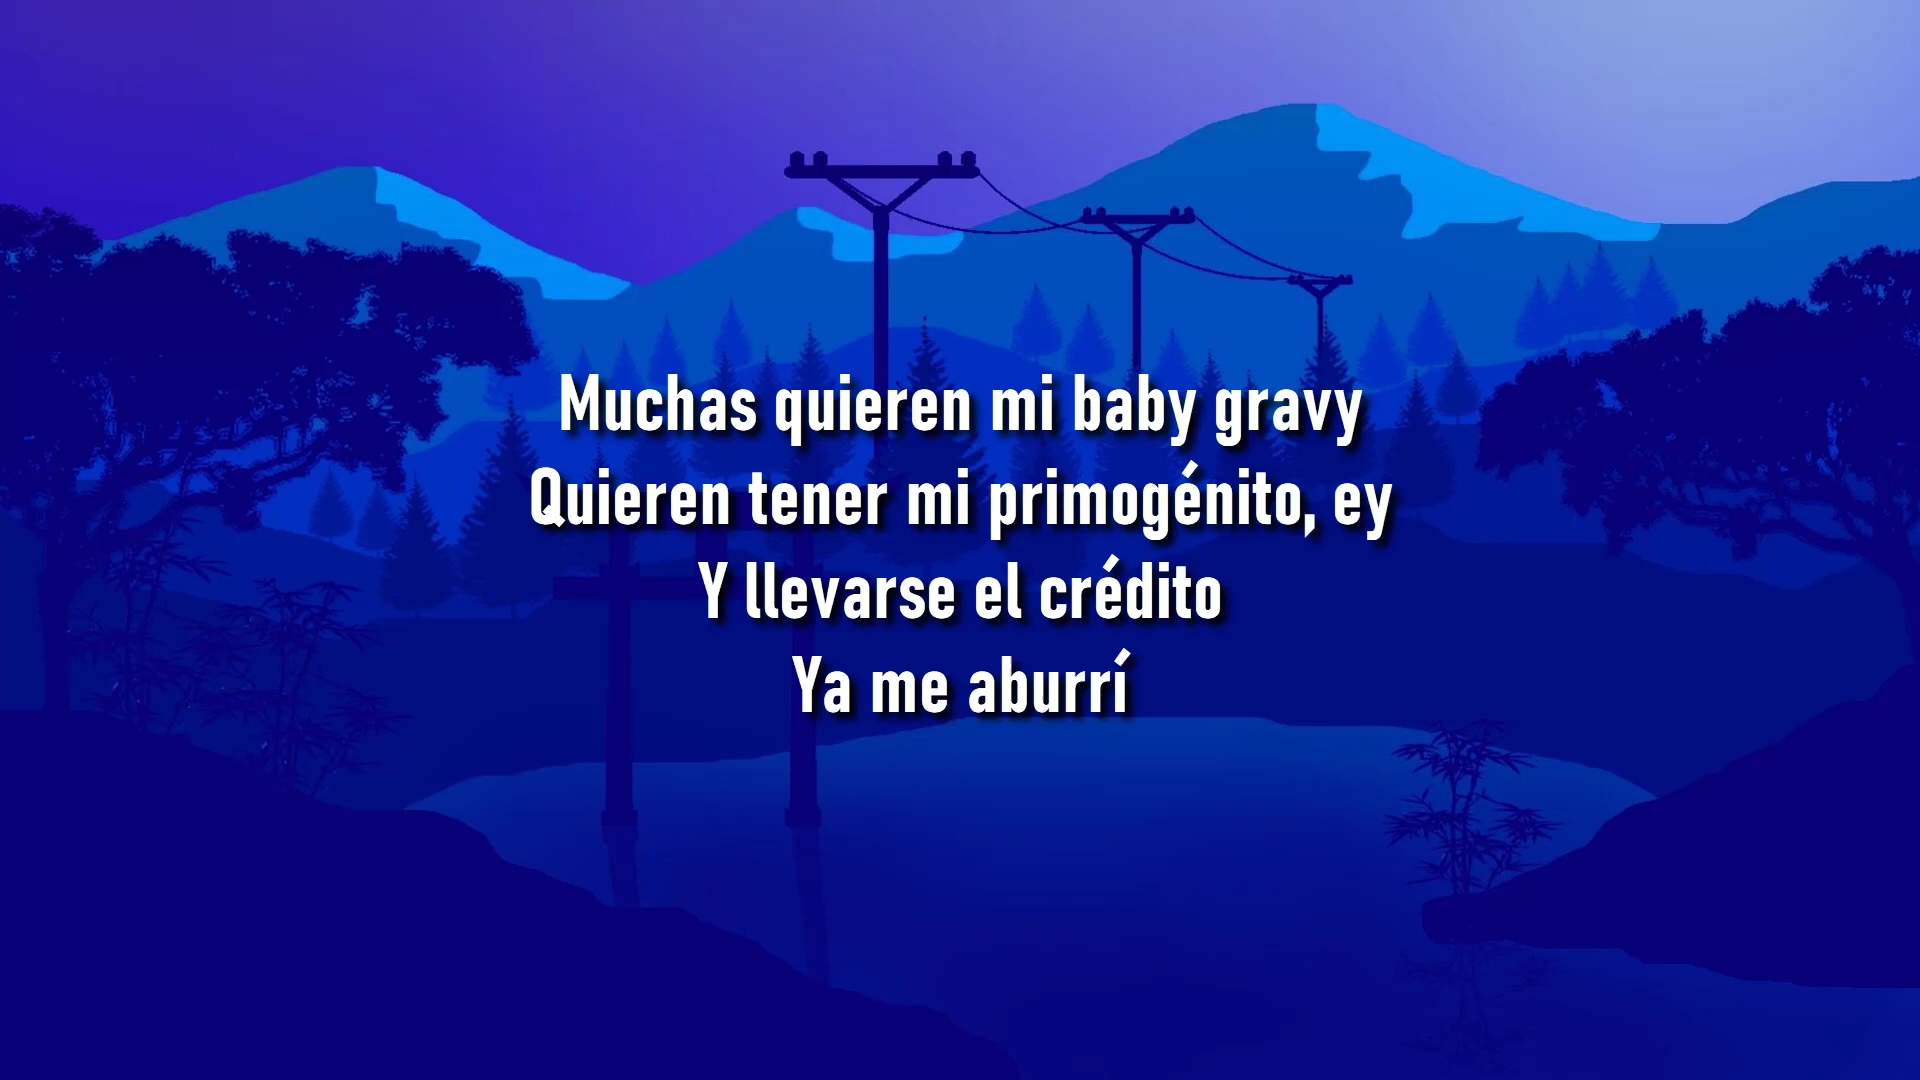 Muchas quieren mi baby gravy
Quieren tener mi primogénito, ey
Y llevarse el crédito
Ya me aburrí